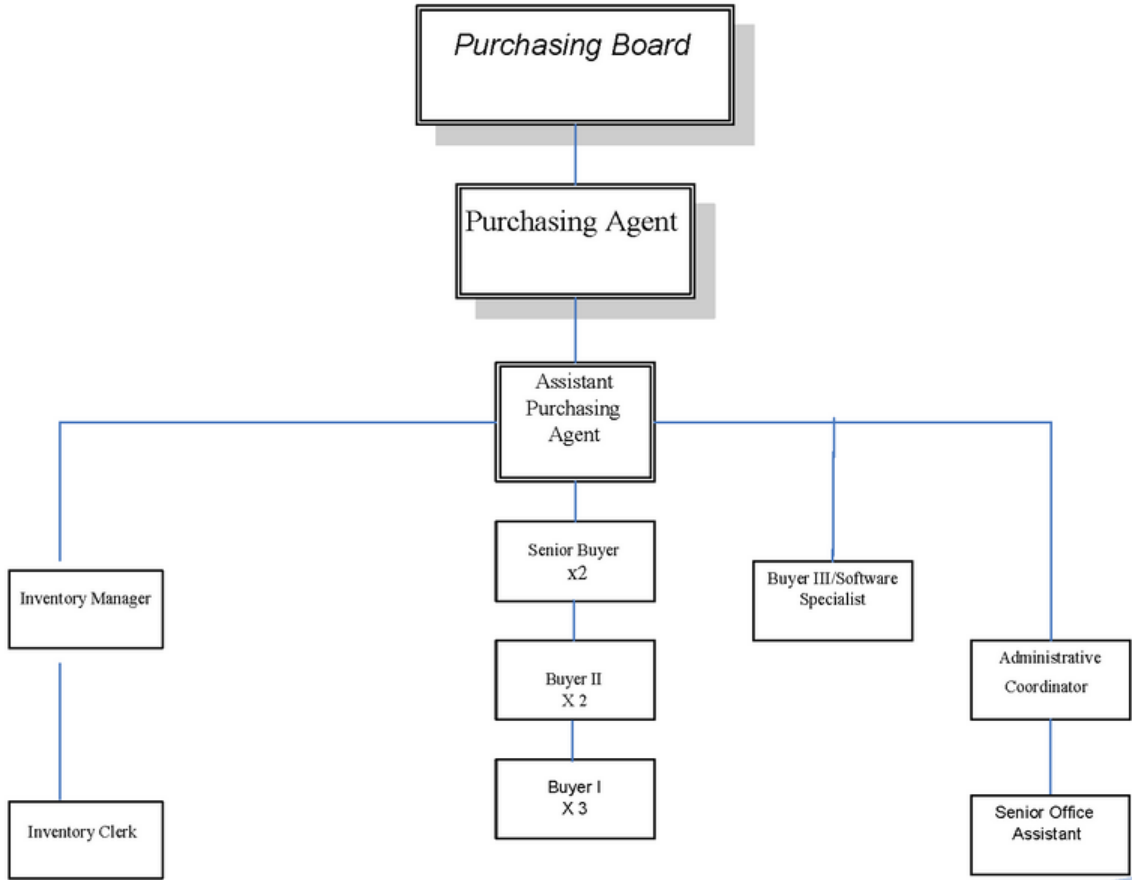 Purchasing Board
Purchasing Agent
Assistant
Purchasing
Agent
Senior Buyer
x2
Buyer III/Software
Specialist
Inventory Manager
Buyer II
X 2
Administrative
Coordinator
Buyer I
X 3
Inventory Clerk
Senior Office
Assistant